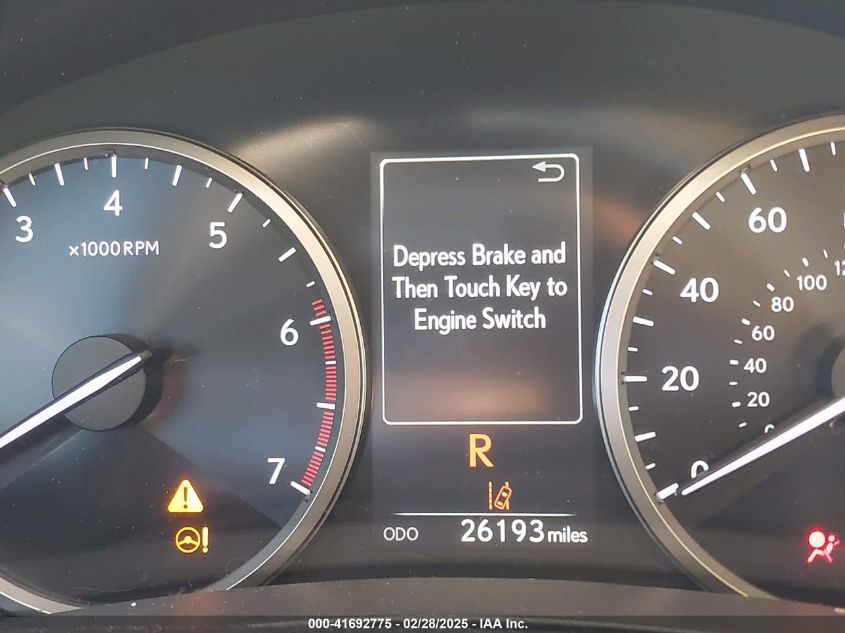 3
4
5
6
7
×1000 RPM
Depress Brake and
Then Touch Key to
Engine Switch
R
ODO 26193 miles
60
40
20
0
100
80
60
40
20
000-41692775 - 02/28/2025 - IAA Inc.